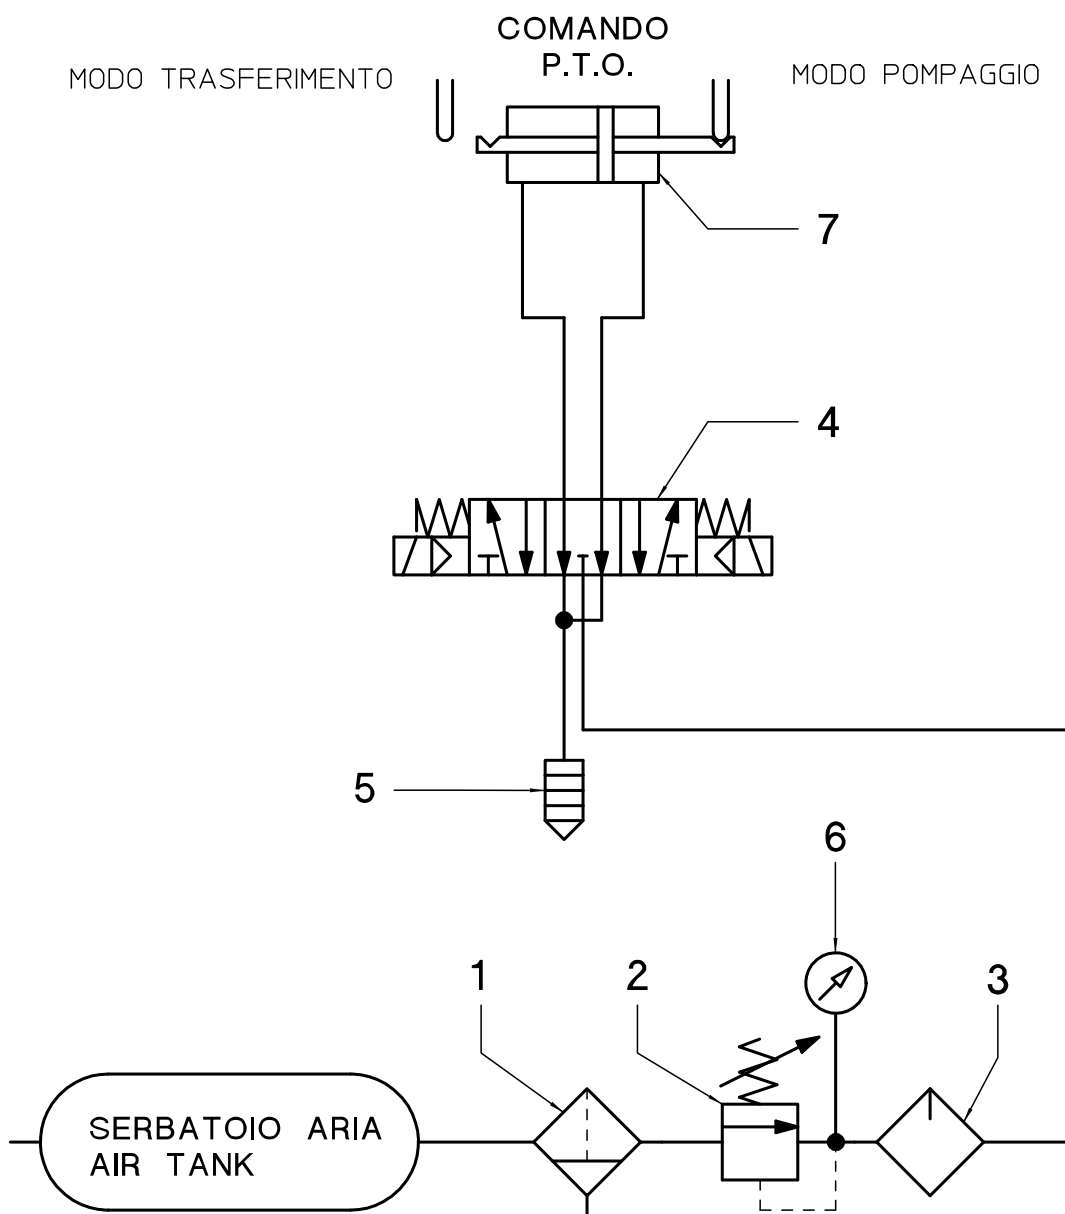 COMANDO
P.T.O.
MODO TRASFERIMENTO
MODO POMPAGGIO
7
4
5
6
1
2
3
SERBATOIO ARIA
AIR TANK